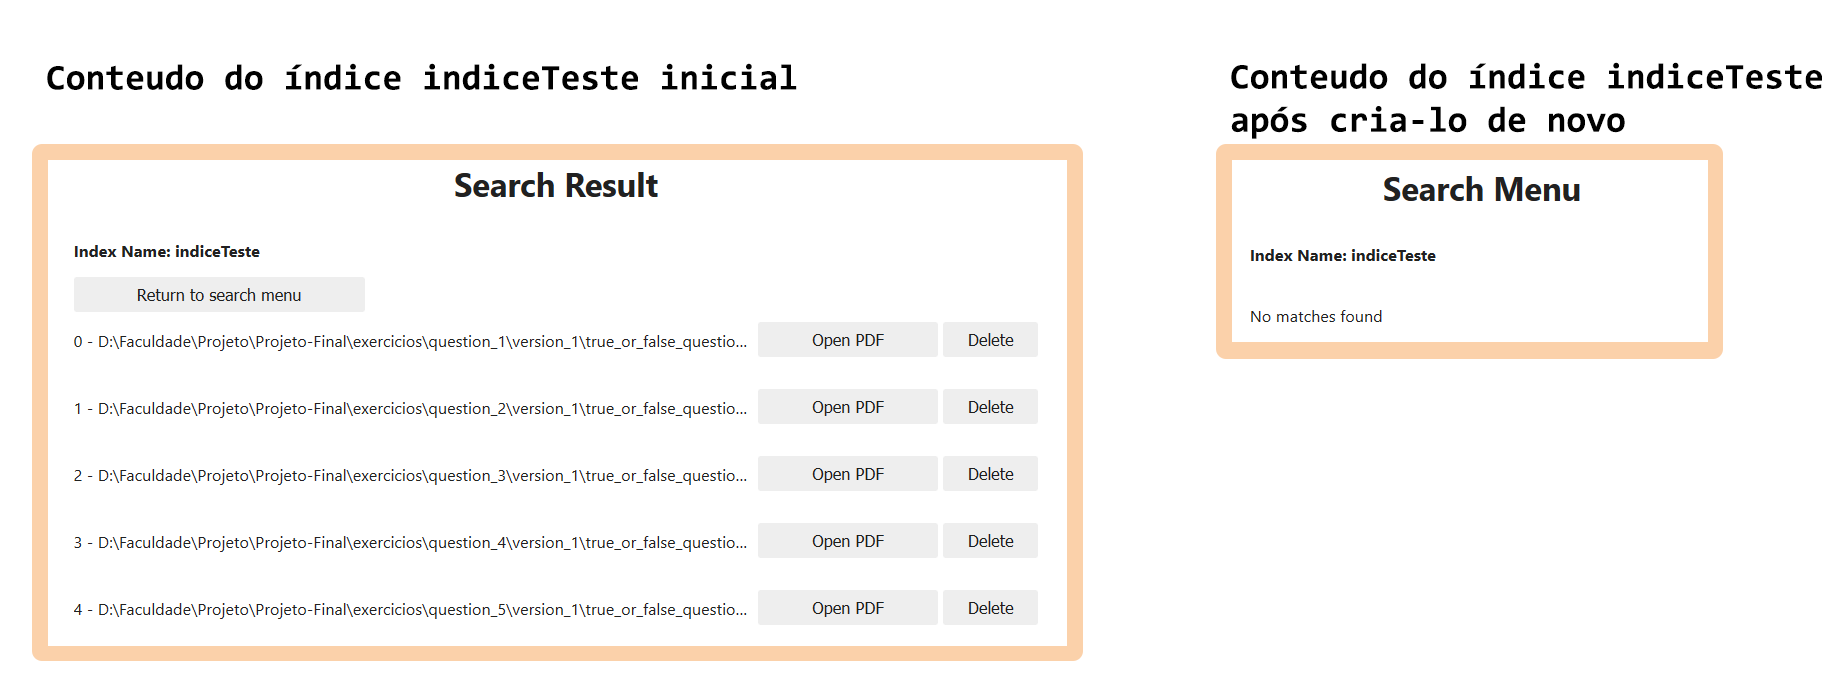 Conteudo do índice indiceTeste inicial
Search Result
Index Name: indiceTeste
Return to search menu
0 - D:\Faculdade\Projeto\Projeto-Final\exercicios\question_1\version_1\true_or_false_questio... Open PDF Delete
1 - D:\Faculdade\Projeto\Projeto-Final\exercicios\question_2\version_1\true_or_false_questio... Open PDF Delete
2 - D:\Faculdade\Projeto\Projeto-Final\exercicios\question_3\version_1\true_or_false_questio... Open PDF Delete
3 - D:\Faculdade\Projeto\Projeto-Final\exercicios\question_4\version_1\true_or_false_questio... Open PDF Delete
4 - D:\Faculdade\Projeto\Projeto-Final\exercicios\question_5\version_1\true_or_false_questio... Open PDF Delete
Conteudo do índice indiceTeste
após cria-lo de novo
Search Menu
Index Name: indiceTeste
No matches found